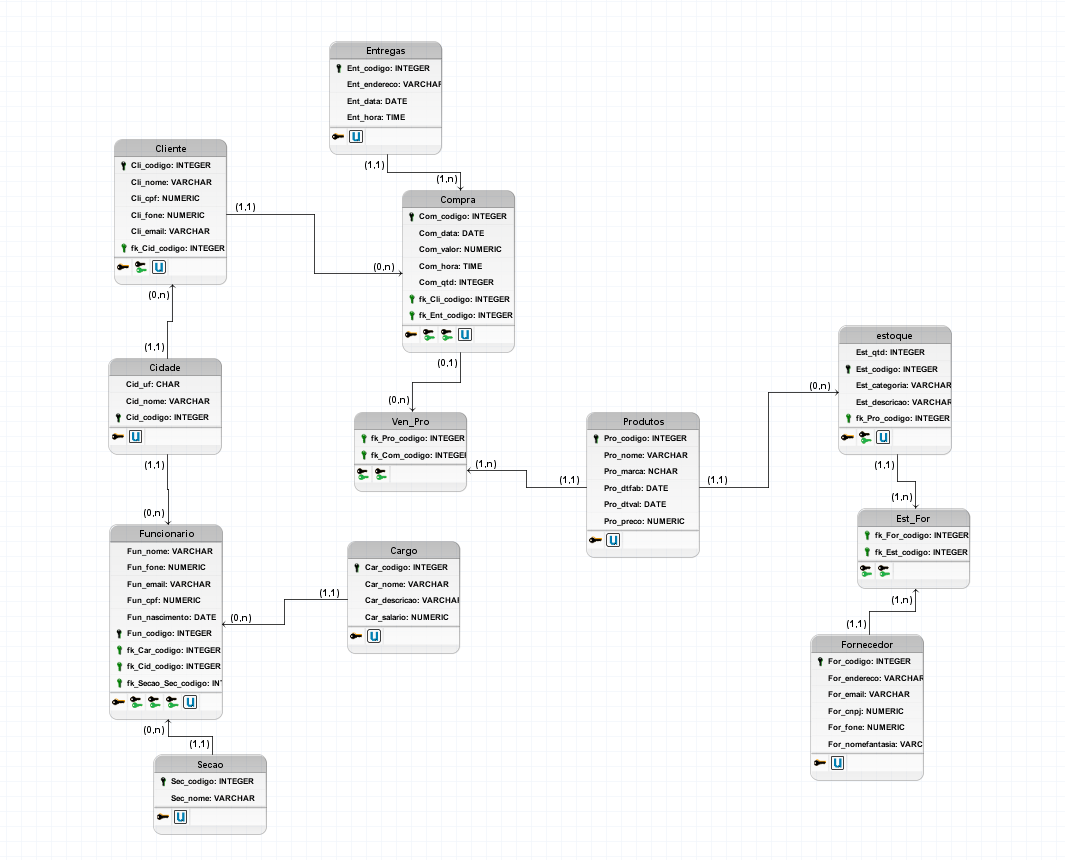 Entregas
Ent_codigo: INTEGER
Ent_endereco: VARCHAR
Ent_data: DATE
Ent_hora: TIME
(1,1)
(1,n)
Cliente
Cli_codigo: INTEGER
Cli_nome: VARCHAR
Cli_cpf: NUMERIC
Cli_fone: NUMERIC
Cli_email: VARCHAR
fk_Cid_codigo: INTEGER
(1,1)
(0,n)
Compra
Com_codigo: INTEGER
Com_data: DATE
Com_valor: NUMERIC
Com_hora: TIME
Com_qtd: INTEGER
fk_Cli_codigo: INTEGER
fk_Ent_codigo: INTEGER
(0,n)
(1,1)
Cidade
Cid_uf: CHAR
Cid_nome: VARCHAR
Cid_codigo: INTEGER
(0,1)
(0,n)
Ven_Pro
fk_Pro_codigo: INTEGER
fk_Com_codigo: INTEGER
(1,n)
(1,1)
Produtos
Pro_codigo: INTEGER
Pro_nome: VARCHAR
Pro_marca: NCHAR
Pro_dtfab: DATE
Pro_dtval: DATE
Pro_preco: NUMERIC
(1,1)
(0,n)
estoque
Est_qtd: INTEGER
Est_codigo: INTEGER
Est_categoria: VARCHAR
Est_descricao: VARCHAR
fk_Pro_codigo: INTEGER
(1,1)
(1,n)
Est_For
fk_For_codigo: INTEGER
fk_Est_codigo: INTEGER
(1,n)
(1,1)
Fornecedor
For_codigo: INTEGER
For_endereco: VARCHAR
For_email: VARCHAR
For_cnpj: NUMERIC
For_fone: NUMERIC
For_nomefantasia: VARC
(1,1)
(0,n)
Funcionario
Fun_nome: VARCHAR
Fun_fone: NUMERIC
Fun_email: VARCHAR
Fun_cpf: NUMERIC
Fun_nascimento: DATE
Fun_codigo: INTEGER
fk_Car_codigo: INTEGER
fk_Cid_codigo: INTEGER
fk_Secao_Sec_codigo: INT
(0,n)
(1,1)
Cargo
Car_codigo: INTEGER
Car_nome: VARCHAR
Car_descricao: VARCHAR
Car_salario: NUMERIC
(0,n)
(1,1)
Secao
Sec_codigo: INTEGER
Sec_nome: VARCHAR